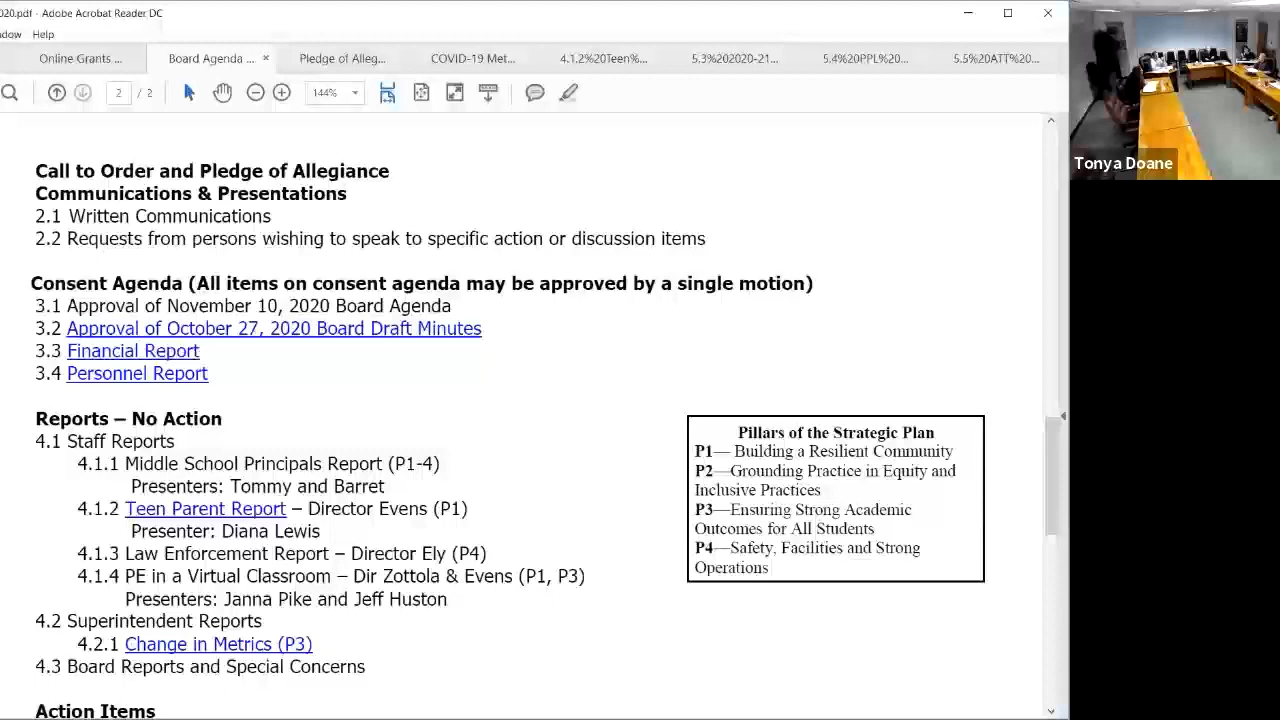 020.pdf - Adobe Acrobat Reader DC
dow Help
Online Grants ...
Board Agenda ... ×
Pledge of Alleg...
COVID-19 Met...
4.1.2%20Teen%...
5.3%202020-21...
5.4%20PPL%20...
5.5%20ATT%20...
2 / 2
144%
Call to Order and Pledge of Allegiance
Communications & Presentations
2.1 Written Communications
2.2 Requests from persons wishing to speak to specific action or discussion items
Consent Agenda (All items on consent agenda may be approved by a single motion)
3.1 Approval of November 10, 2020 Board Agenda
3.2 Approval of October 27, 2020 Board Draft Minutes
3.3 Financial Report
3.4 Personnel Report
Reports – No Action
4.1 Staff Reports
4.1.1 Middle School Principals Report (P1-4)
Presenters: Tommy and Barret
4.1.2 Teen Parent Report – Director Evens (P1)
Presenter: Diana Lewis
4.1.3 Law Enforcement Report – Director Ely (P4)
4.1.4 PE in a Virtual Classroom – Dir Zottola & Evens (P1, P3)
Presenters: Janna Pike and Jeff Huston
4.2 Superintendent Reports
4.2.1 Change in Metrics (P3)
4.3 Board Reports and Special Concerns
Action Items
Pillars of the Strategic Plan
P1— Building a Resilient Community
P2—Grounding Practice in Equity and
Inclusive Practices
P3—Ensuring Strong Academic
Outcomes for All Students
P4—Safety, Facilities and Strong
Operations
Tonya Doane